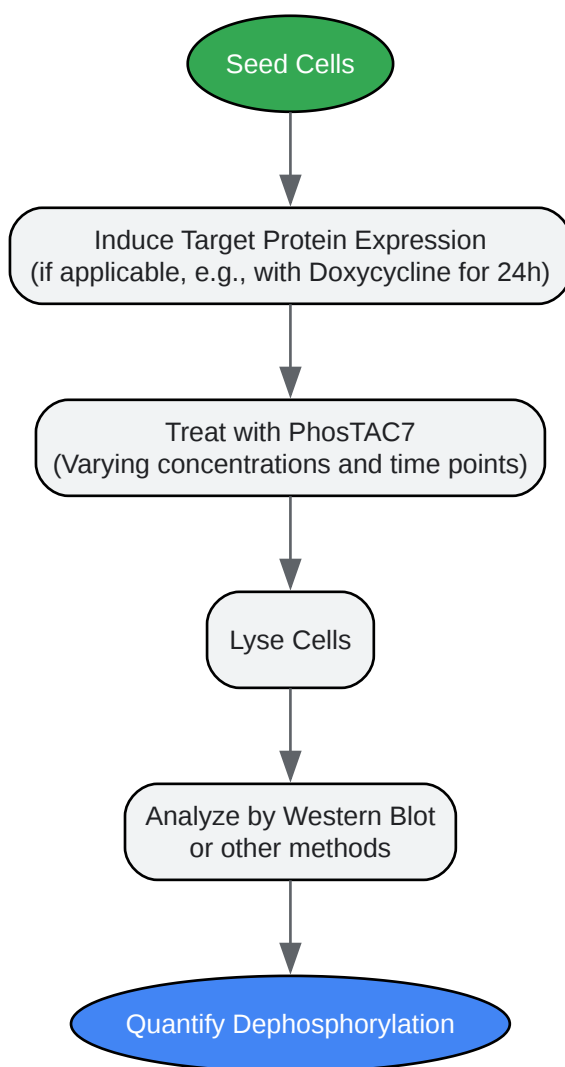 Seed Cells
Induce Target Protein Expression
(if applicable, e.g., with Doxycycline for 24h)
Treat with PhosTAC7
(Varying concentrations and time points)
Lyse Cells
Analyze by Western Blot
or other methods
Quantify Dephosphorylation